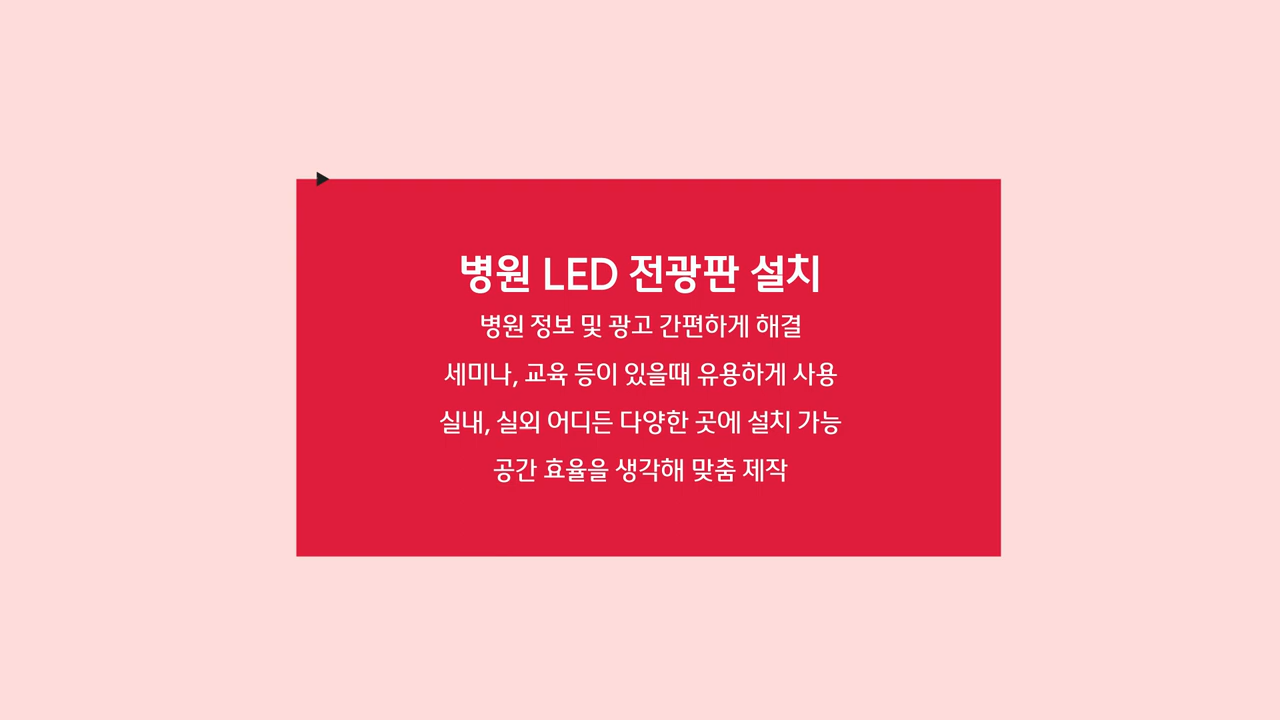 병원 LED 전광판 설치
병원 정보 및 광고 간편하게 해결
세미나, 교육 등이 있을때 유용하게 사용
실내, 실외 어디든 다양한 곳에 설치 가능
공간 효율을 생각해 맞춤 제작